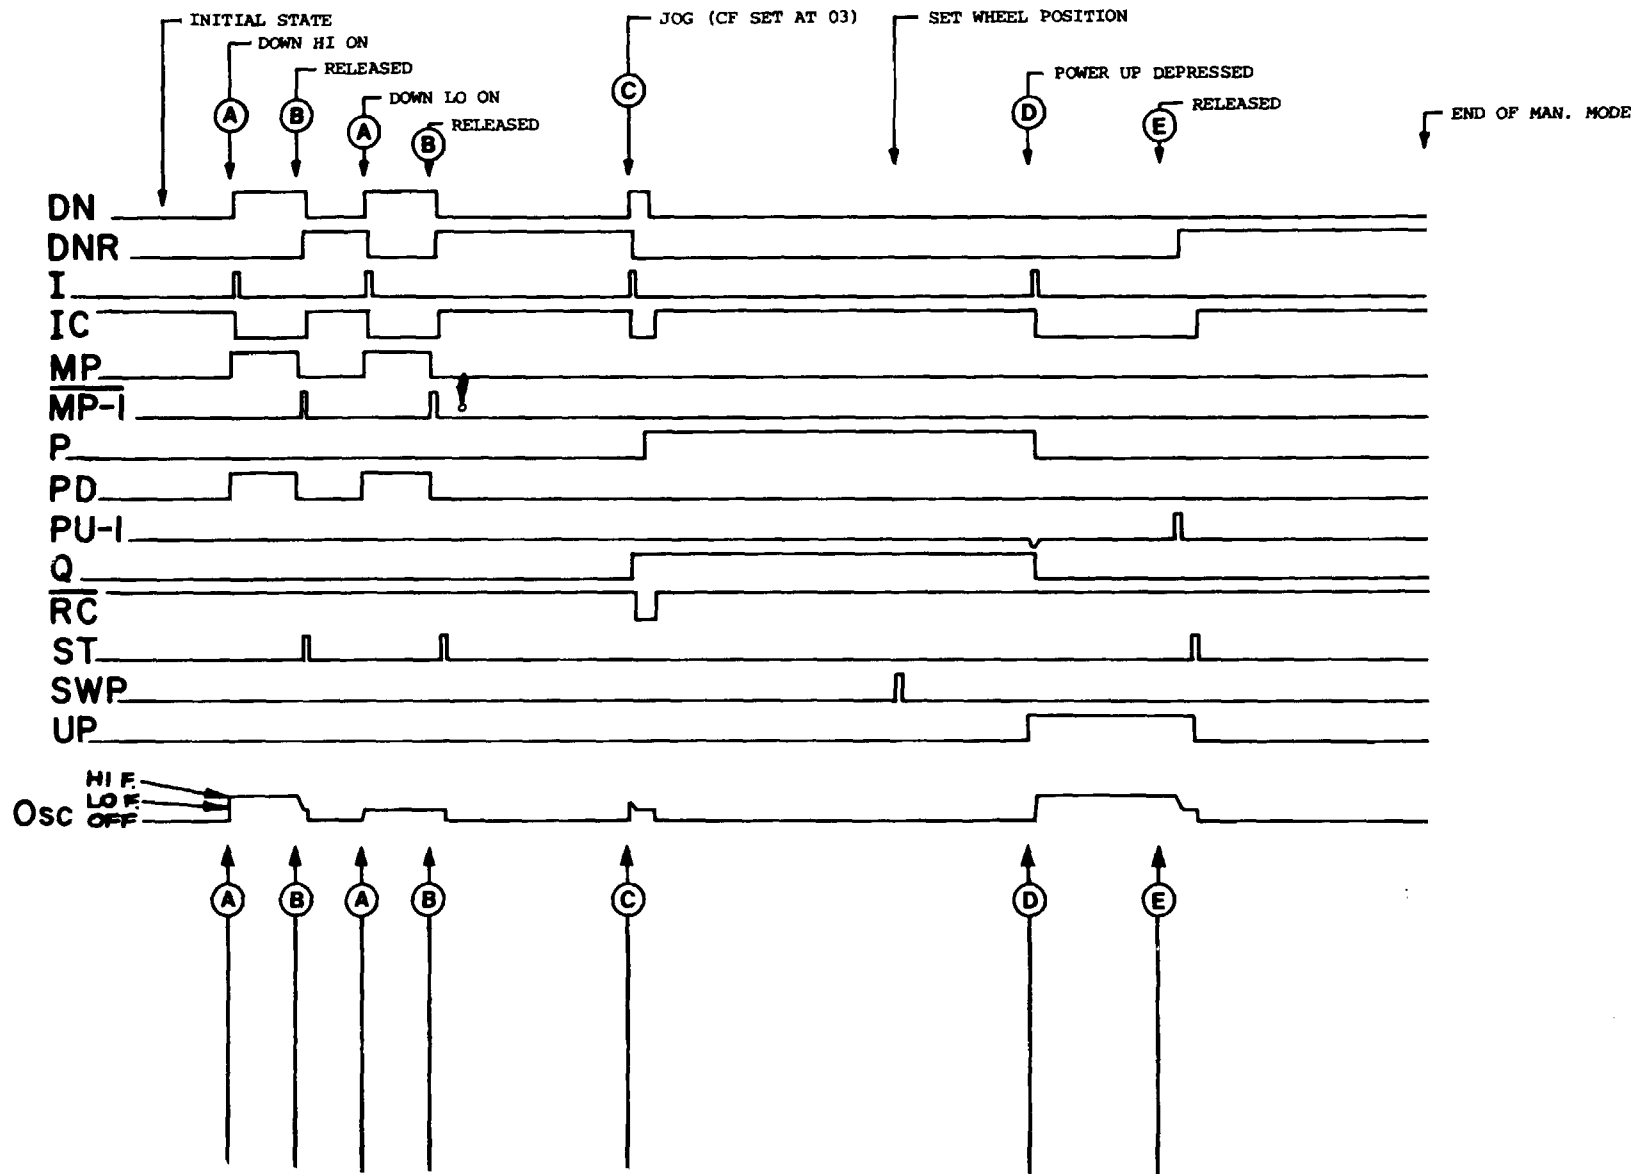 INITIAL STATE
DOWN HI ON
RELEASED
DOWN LO ON
RELEASED
JOG (CF SET AT 03)
SET WHEEL POSITION
POWER UP DEPRESSED
RELEASED
END OF MAN. MODE
A
B
A
B
C
D
E
DN
DNR
I
IC
MP
MP-I
!
P
PD
PU-I
Q
RC
ST
SWP
UP
HI F.
LO F.
Osc OFF
A
B
A
B
C
D
E